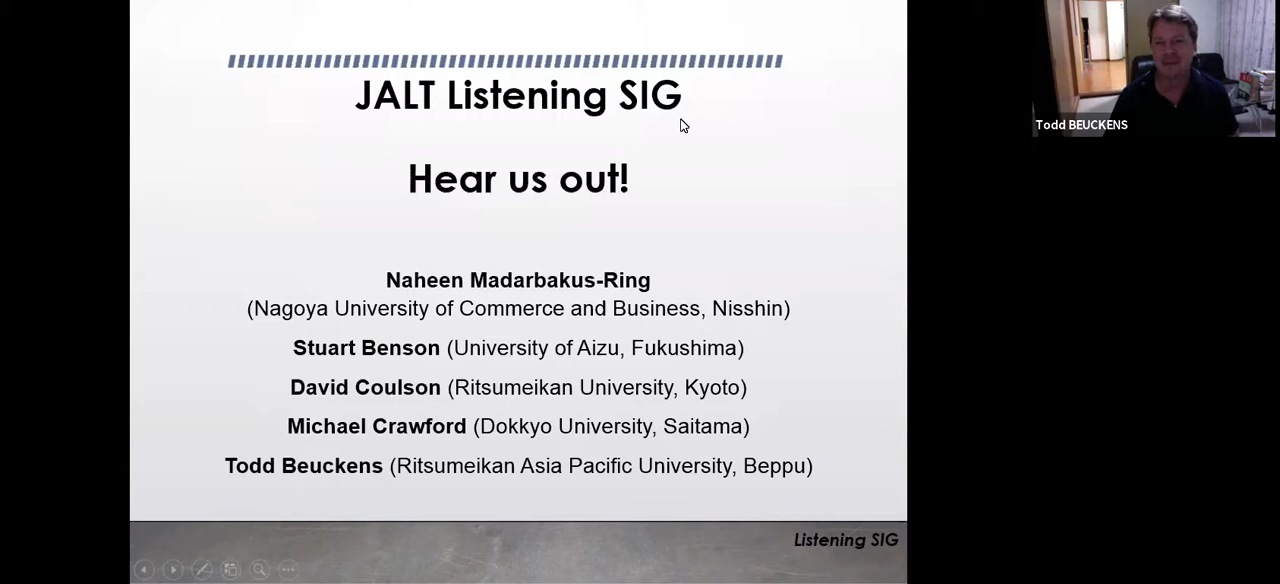 JALT Listening SIG
Hear us out!
Naheen Madarbakus-Ring
(Nagoya University of Commerce and Business, Nisshin)
Stuart Benson (University of Aizu, Fukushima)
David Coulson (Ritsumeikan University, Kyoto)
Michael Crawford (Dokkyo University, Saitama)
Todd Beuckens (Ritsumeikan Asia Pacific University, Beppu)
Listening SIG
Todd BEUCKENS